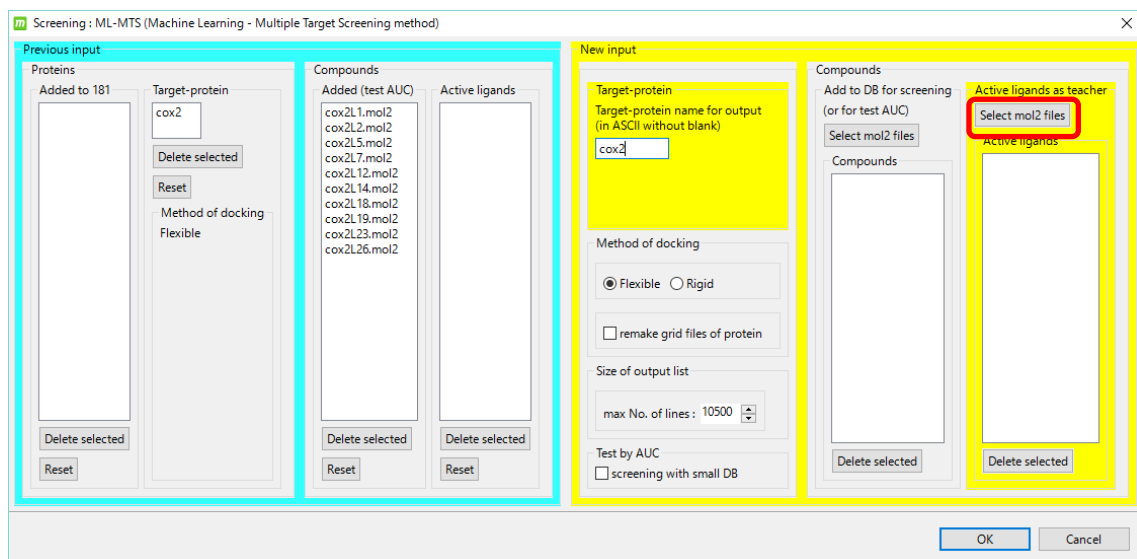 m Screening : ML-MTS (Machine Learning - Multiple Target Screening method)
Previous input
Proteins
Added to 181
Delete selected
Reset
Target-protein
cox2
Delete selected
Reset
Method of docking
Flexible
Compounds
Added (test AUC)
cox2L1.mol2
cox2L2.mol2
cox2L5.mol2
cox2L7.mol2
cox2L12.mol2
cox2L14.mol2
cox2L18.mol2
cox2L19.mol2
cox2L23.mol2
cox2L26.mol2
Delete selected
Reset
Active ligands
Delete selected
Reset
New input
Target-protein
Target-protein name for output
(in ASCII without blank)
cox2
Method of docking
Flexible Rigid
remake grid files of protein
Size of output list
max No. of lines : 10500
Test by AUC
screening with small DB
Compounds
Add to DB for screening
(or for test AUC)
Select mol2 files
Compounds
Delete selected
Active ligands as teacher
Select mol2 files
Active ligands
Delete selected
OK Cancel